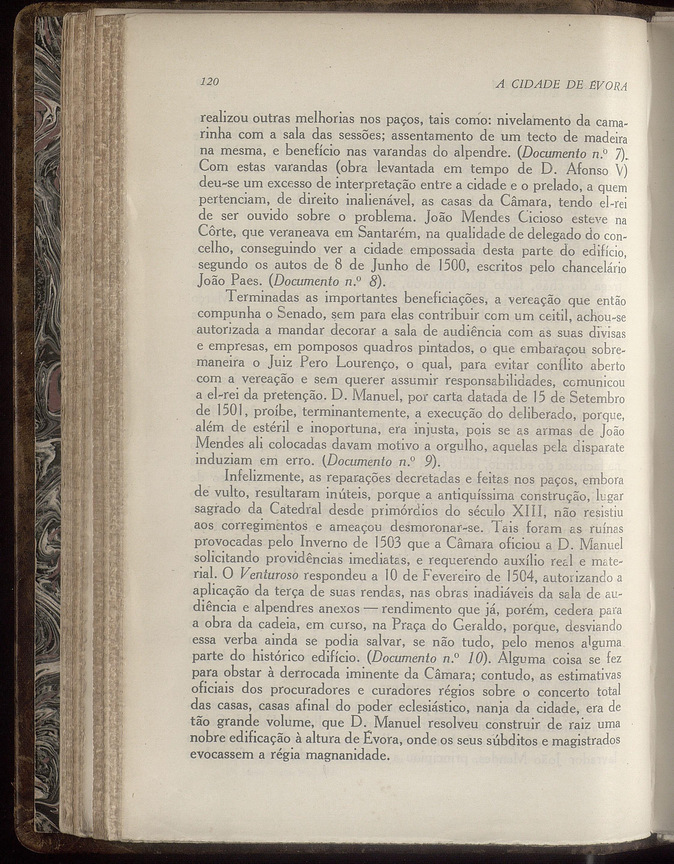 120
A CIDADE DE ÉVORA
realizou outras melhorias nos paços, tais como: nivelamento da cama-
rinha com a sala das sessões; assentamento de um tecto de madeira
na mesma, e benefício nas varandas do alpendre. (Documento n.º 7).
Com estas varandas (obra levantada em tempo de D. Afonso V)
deu-se um excesso de interpretação entre a cidade e o prelado, a quem
pertenciam, de direito inalienável, as casas da Câmara, tendo el-rei
de ser ouvido sobre o problema. João Mendes Cicioso esteve na
Côrte, que veraneava em Santarém, na qualidade de delegado do con-
celho, conseguindo ver a cidade empossada desta parte do edifício,
segundo os autos de 8 de Junho de 1500, escritos pelo chancelário
João Paes. (Documento n.º 8).
Terminadas as importantes beneficiações, a vereação que então
compunha o Senado, sem para elas contribuir com um ceitil, achou-se
autorizada a mandar decorar a sala de audiência com as suas divisas
e empresas, em pomposos quadros pintados, o que embaraçou sobre-
maneira o Juiz Pero Lourenço, o qual, para evitar conflito aberto
com a vereação e sem querer assumir responsabilidades, comunicou
a el-rei da pretenção. D. Manuel, por carta datada de 15 de Setembro
de 1501, proíbe, terminantemente, a execução do deliberado, porque,
além de estéril e inoportuna, era injusta, pois se as armas de João
Mendes ali colocadas davam motivo a orgulho, aquelas pela disparate
induziam em erro. (Documento n.º 9).
Infelizmente, as reparações decretadas e feitas nos paços, embora
de vulto, resultaram inúteis, porque a antiquíssima construção, lugar
sagrado da Catedral desde primórdios do século XIII, não resistiu
aos corregimentos e ameaçou desmoronar-se. Tais foram as ruínas
provocadas pelo Inverno de 1503 que a Câmara oficiou a D. Manuel
solicitando providências imediatas, e requerendo auxílio real e mate-
rial. O Venturoso respondeu a 10 de Fevereiro de 1504, autorizando a
aplicação da terça de suas rendas, nas obras inadiáveis da sala de au-
diência e alpendres anexos — rendimento que já, porém, cedera para
a obra da cadeia, em curso, na Praça do Geraldo, porque, desviando
essa verba ainda se podia salvar, se não tudo, pelo menos alguma
parte do histórico edifício. (Documento n.º 10). Alguma coisa se fez
para obstar à derrocada iminente da Câmara; contudo, as estimativas
oficiais dos procuradores e curadores régios sobre o concerto total
das casas, casas afinal do poder eclesiástico, nanja da cidade, era de
tão grande volume, que D. Manuel resolveu construir de raiz uma
nobre edificação à altura de Évora, onde os seus súbditos e magistrados
evocassem a régia magnanidade.